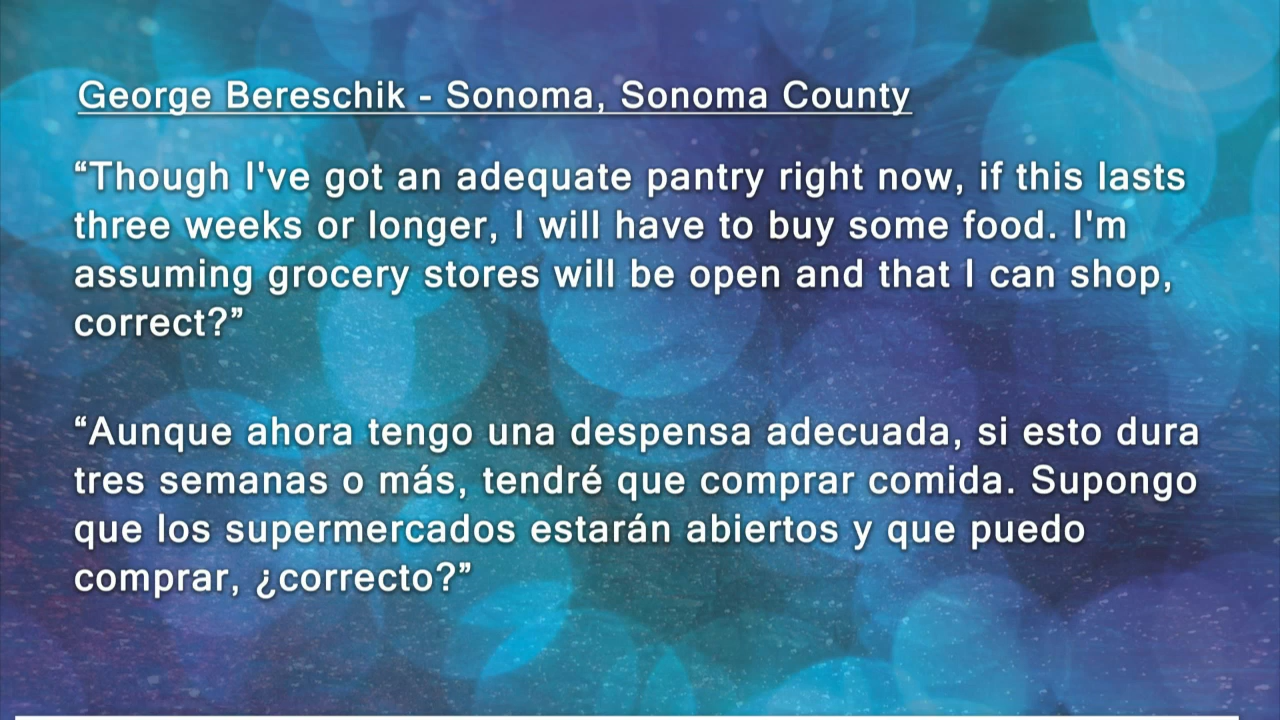 George Bereschik - Sonoma, Sonoma County
“Though I've got an adequate pantry right now, if this lasts
three weeks or longer, I will have to buy some food. I'm
assuming grocery stores will be open and that I can shop,
correct?”
“Aunque ahora tengo una despensa adecuada, si esto dura
tres semanas o más, tendré que comprar comida. Supongo
que los supermercados estarán abiertos y que puedo
comprar, ¿correcto?”